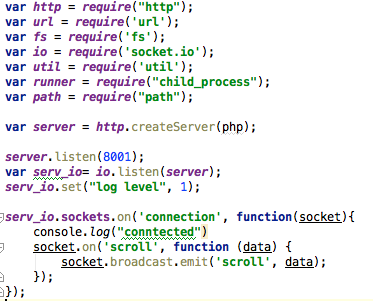 var http = require("http");
var url = require('url');
var fs = require('fs');
var io = require('socket.io');
var util = require('util');
var runner = require("child_process");
var path = require("path");

var server = http.createServer(php);

server.listen(8001);
var serv_io= io.listen(server);
serv_io.set("log level", 1);

serv_io.sockets.on('connection', function(socket){
    console.log("conntected")
    socket.on('scroll', function (data) {
        socket.broadcast.emit('scroll', data);
    });
});